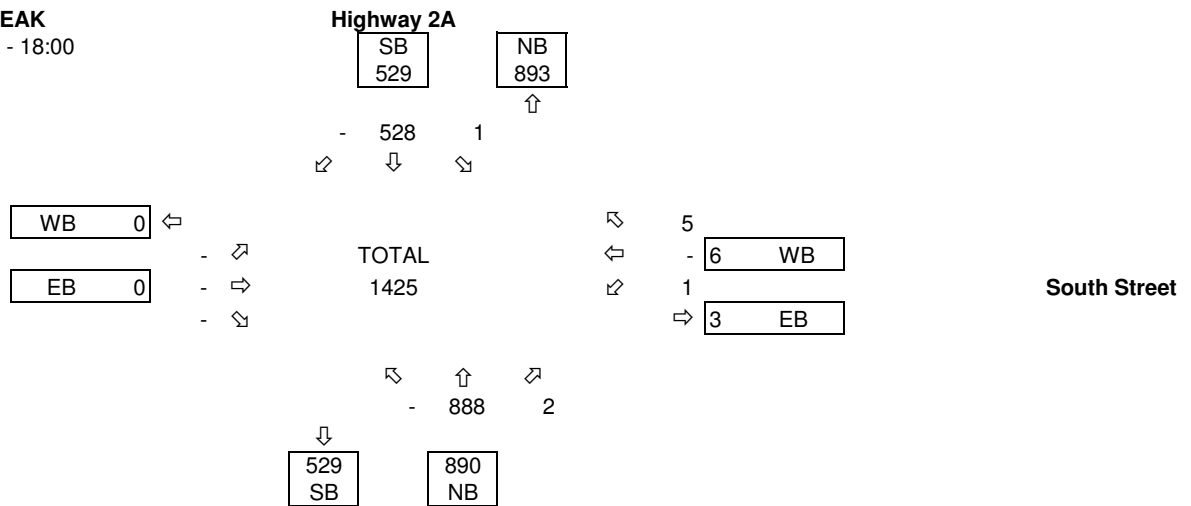 EAK Highway 2A
- 18:00 SB NB
529 893
⇧
- 528 1
⬃ ⇩ ⬂
WB 0 ⇦ ⬁ 5
- ⬀ TOTAL ⇦ - 6 WB
EB 0 - ⇨ 1425 ⬃ 1 South Street
- ⬂ ⇨ 3 EB
⬁ ⇧ ⬀
- 888 2
⇩
529 890
SB NB